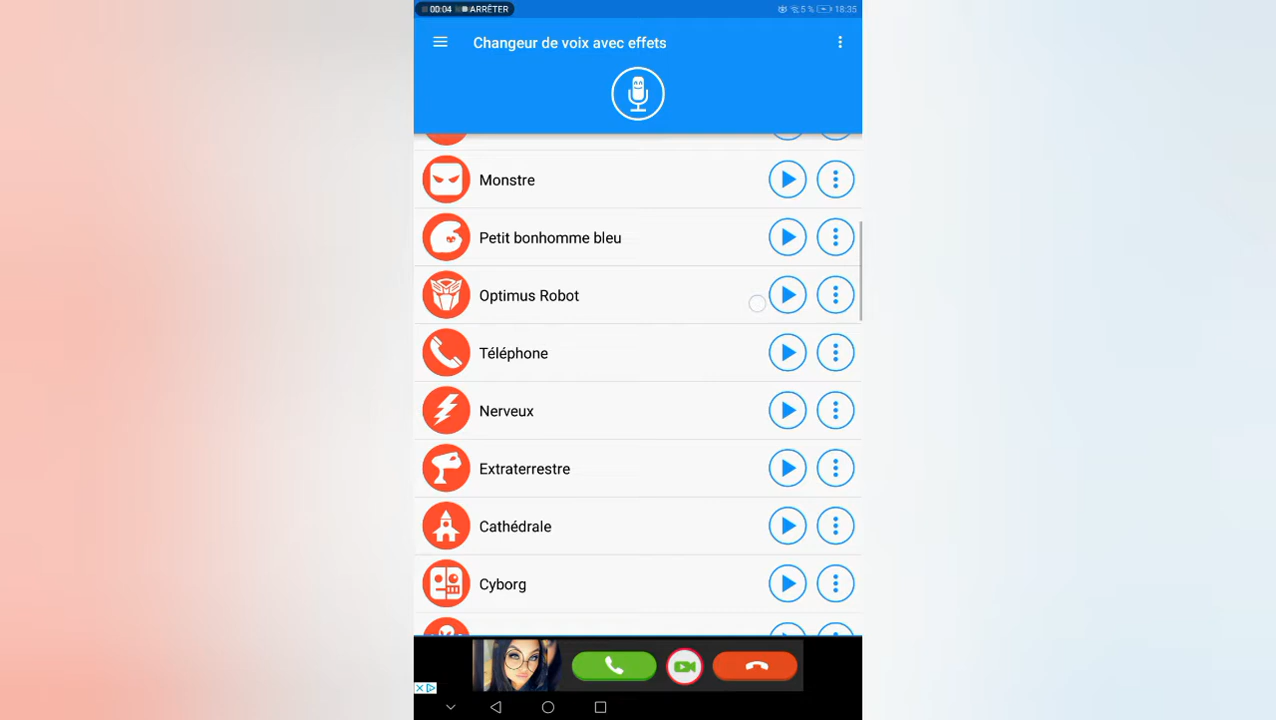 00:04 ARRÊTER
5 % 18:35
Changeur de voix avec effets
Monstre
Petit bonhomme bleu
Optimus Robot
Téléphone
Nerveux
Extraterrestre
Cathédrale
Cyborg